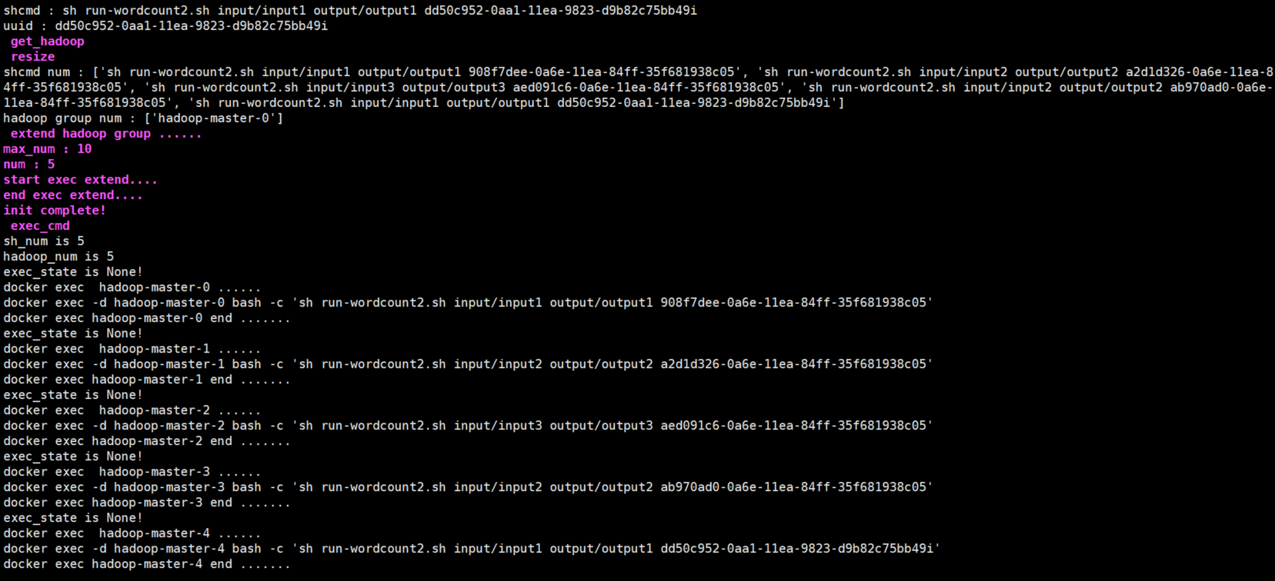 shcmd : sh run-wordcount2.sh input/input1 output/output1 dd50c952-0aa1-11ea-9823-d9b82c75bb49i
uuid : dd50c952-0aa1-11ea-9823-d9b82c75bb49i
get_hadoop
resize
shcmd num : ['sh run-wordcount2.sh input/input1 output/output1 908f7dee-0a6e-11ea-84ff-35f681938c05', 'sh run-wordcount2.sh input/input2 output/output2 a2d1d326-0a6e-11ea-8
4ff-35f681938c05', 'sh run-wordcount2.sh input/input3 output/output3 aed091c6-0a6e-11ea-84ff-35f681938c05', 'sh run-wordcount2.sh input/input2 output/output2 ab970ad0-0a6e-
11ea-84ff-35f681938c05', 'sh run-wordcount2.sh input/input1 output/output1 dd50c952-0aa1-11ea-9823-d9b82c75bb49i']
hadoop group num : ['hadoop-master-0']
extend hadoop group ......
max_num : 10
num : 5
start exec extend....
end exec extend....
init complete!
exec_cmd
sh_num is 5
hadoop_num is 5
exec_state is None!
docker exec  hadoop-master-0 ......
docker exec -d hadoop-master-0 bash -c 'sh run-wordcount2.sh input/input1 output/output1 908f7dee-0a6e-11ea-84ff-35f681938c05'
docker exec hadoop-master-0 end .......
exec_state is None!
docker exec  hadoop-master-1 ......
docker exec -d hadoop-master-1 bash -c 'sh run-wordcount2.sh input/input2 output/output2 a2d1d326-0a6e-11ea-84ff-35f681938c05'
docker exec hadoop-master-1 end .......
exec_state is None!
docker exec  hadoop-master-2 ......
docker exec -d hadoop-master-2 bash -c 'sh run-wordcount2.sh input/input3 output/output3 aed091c6-0a6e-11ea-84ff-35f681938c05'
docker exec hadoop-master-2 end .......
exec_state is None!
docker exec  hadoop-master-3 ......
docker exec -d hadoop-master-3 bash -c 'sh run-wordcount2.sh input/input2 output/output2 ab970ad0-0a6e-11ea-84ff-35f681938c05'
docker exec hadoop-master-3 end .......
exec_state is None!
docker exec  hadoop-master-4 ......
docker exec -d hadoop-master-4 bash -c 'sh run-wordcount2.sh input/input1 output/output1 dd50c952-0aa1-11ea-9823-d9b82c75bb49i'
docker exec hadoop-master-4 end .......